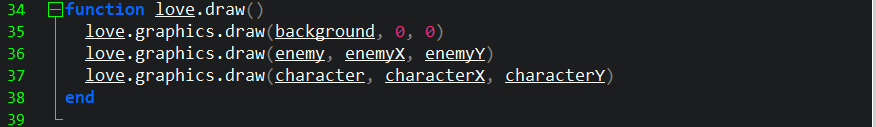 34 function love.draw()
35 love.graphics.draw(background, 0, 0)
36 love.graphics.draw(enemy, enemyX, enemyY)
37 love.graphics.draw(character, characterX, characterY)
38 end
39